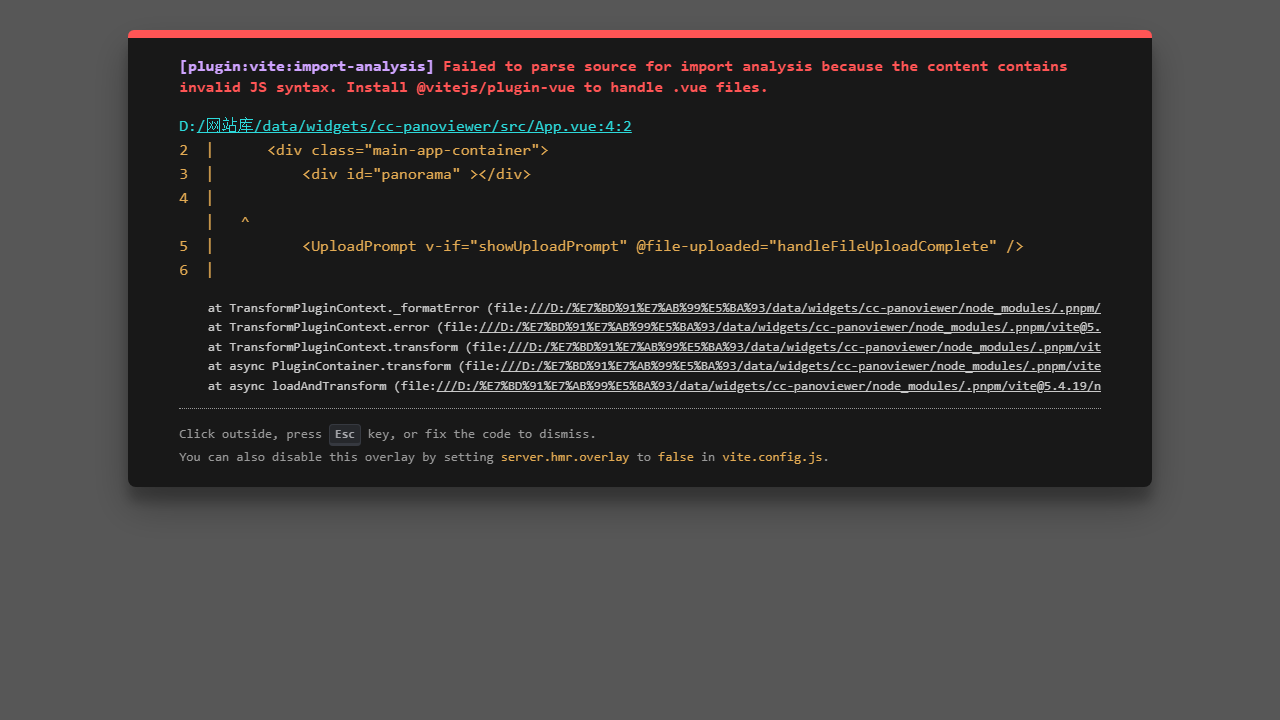 [plugin:vite:import-analysis] Failed to parse source for import analysis because the content contains
invalid JS syntax. Install @vitejs/plugin-vue to handle .vue files.
D:/网站库/data/widgets/cc-panoviewer/src/App.vue:4:2
2  |      <div class="main-app-container">
3  |          <div id="panorama" ></div>
4  |
   |   ^
5  |          <UploadPrompt v-if="showUploadPrompt" @file-uploaded="handleFileUploadComplete" />
6  |
at TransformPluginContext._formatError (file:///D:/%E7%BD%91%E7%AB%99%E5%BA%93/data/widgets/cc-panoviewer/node_modules/.pnpm/
at TransformPluginContext.error (file:///D:/%E7%BD%91%E7%AB%99%E5%BA%93/data/widgets/cc-panoviewer/node_modules/.pnpm/vite@5.
at TransformPluginContext.transform (file:///D:/%E7%BD%91%E7%AB%99%E5%BA%93/data/widgets/cc-panoviewer/node_modules/.pnpm/vit
at async PluginContainer.transform (file:///D:/%E7%BD%91%E7%AB%99%E5%BA%93/data/widgets/cc-panoviewer/node_modules/.pnpm/vite
at async loadAndTransform (file:///D:/%E7%BD%91%E7%AB%99%E5%BA%93/data/widgets/cc-panoviewer/node_modules/.pnpm/vite@5.4.19/n
Click outside, press Esc key, or fix the code to dismiss.
You can also disable this overlay by setting server.hmr.overlay to false in vite.config.js.